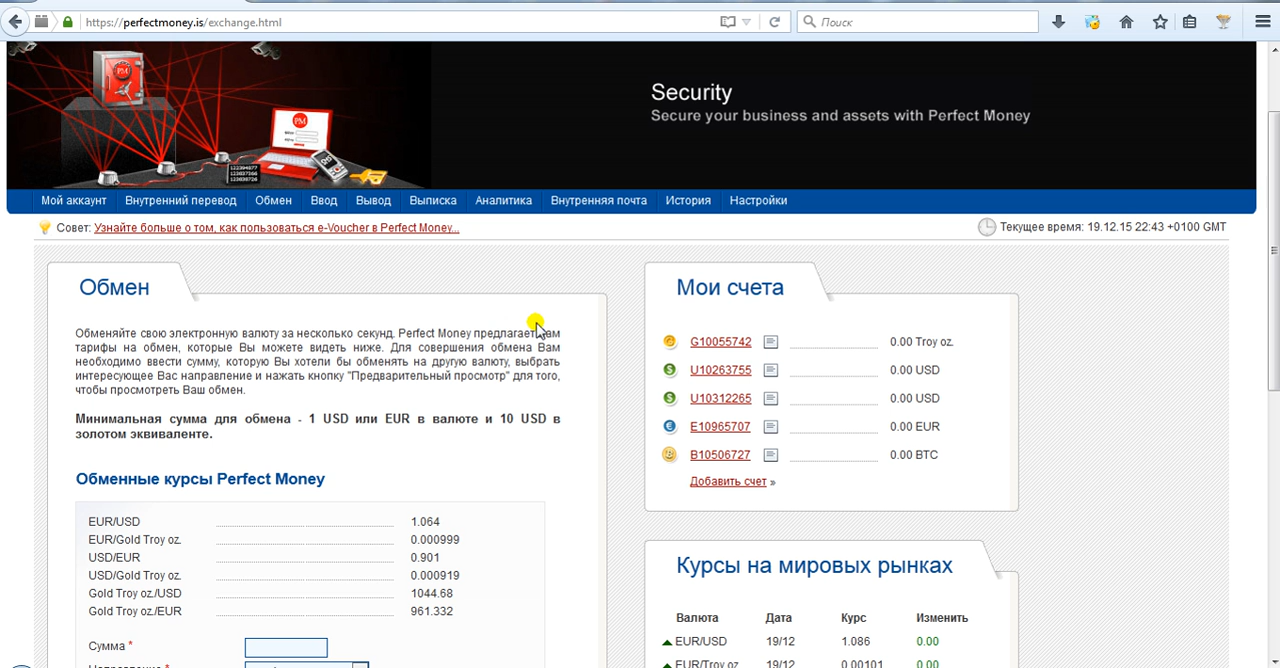 https://perfectmoney.is/exchange.html
Поиск
PM
PM
Security
Secure your business and assets with Perfect Money
Мой аккаунт Внутренний перевод Обмен Ввод Вывод Выписка Аналитика Внутренняя почта История Настройки
Совет: Узнайте больше о том, как пользоваться e-Voucher в Perfect Money...
Текущее время: 19.12.15 22:43 +0100 GMT
Обмен
Обменяйте свою электронную валюту за несколько секунд. Perfect Money предлагает
тарифы на обмен, которые Вы можете видеть ниже. Для совершения обмена Вам
необходимо ввести сумму, которую Вы хотели бы обменять на другую валюту, выбрать
интересующее Вас направление и нажать кнопку "Предварительный просмотр" для того,
чтобы просмотреть Ваш обмен.
Минимальная сумма для обмена - 1 USD или EUR в валюте и 10 USD в
золотом эквиваленте.
Обменные курсы Perfect Money
EUR/USD 1.064
EUR/Gold Troy oz. 0.000999
USD/EUR 0.901
USD/Gold Troy oz. 0.000919
Gold Troy oz./USD 1044.68
Gold Troy oz./EUR 961.332
Сумма *
Мои счета
G10055742 0.00 Troy oz.
U10263755 0.00 USD
U10312265 0.00 USD
E10965707 0.00 EUR
B10506727 0.00 BTC
Добавить счет »
Курсы на мировых рынках
Валюта Дата Курс Изменить
EUR/USD 19/12 1.086 0.00
EUR/Troy oz 19/12 0.00101 0.00